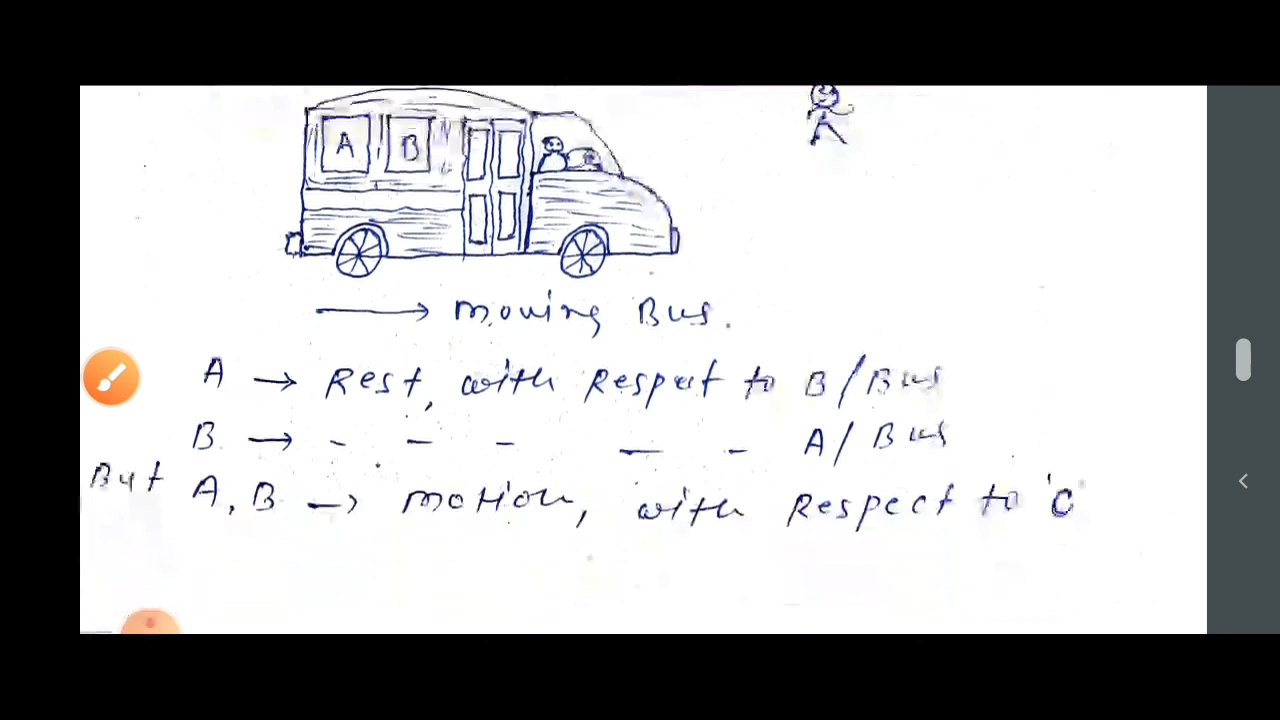 A B
→ Moving Bus.
A → Rest, with Respect to B/Bus
B → - - - - - A/Bus
But A, B → motion, with Respect to 'C'